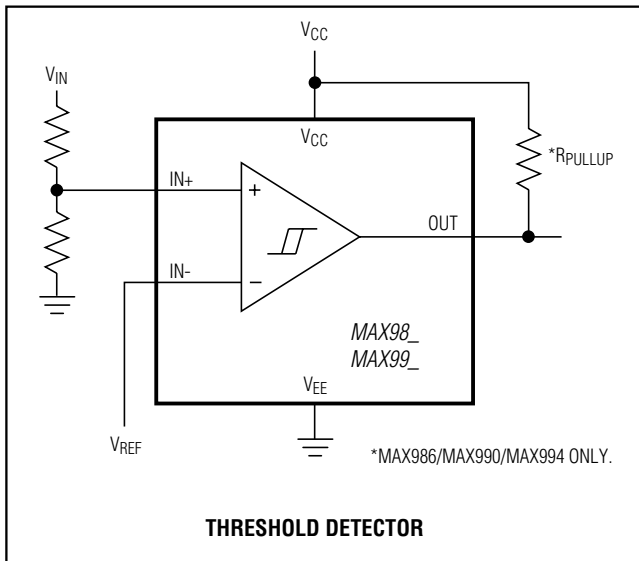 VCC
VIN
VCC
*RPULLUP
IN+
+
OUT
IN-
−
MAX98_
MAX99_
VEE
VREF
*MAX986/MAX990/MAX994 ONLY.
THRESHOLD DETECTOR